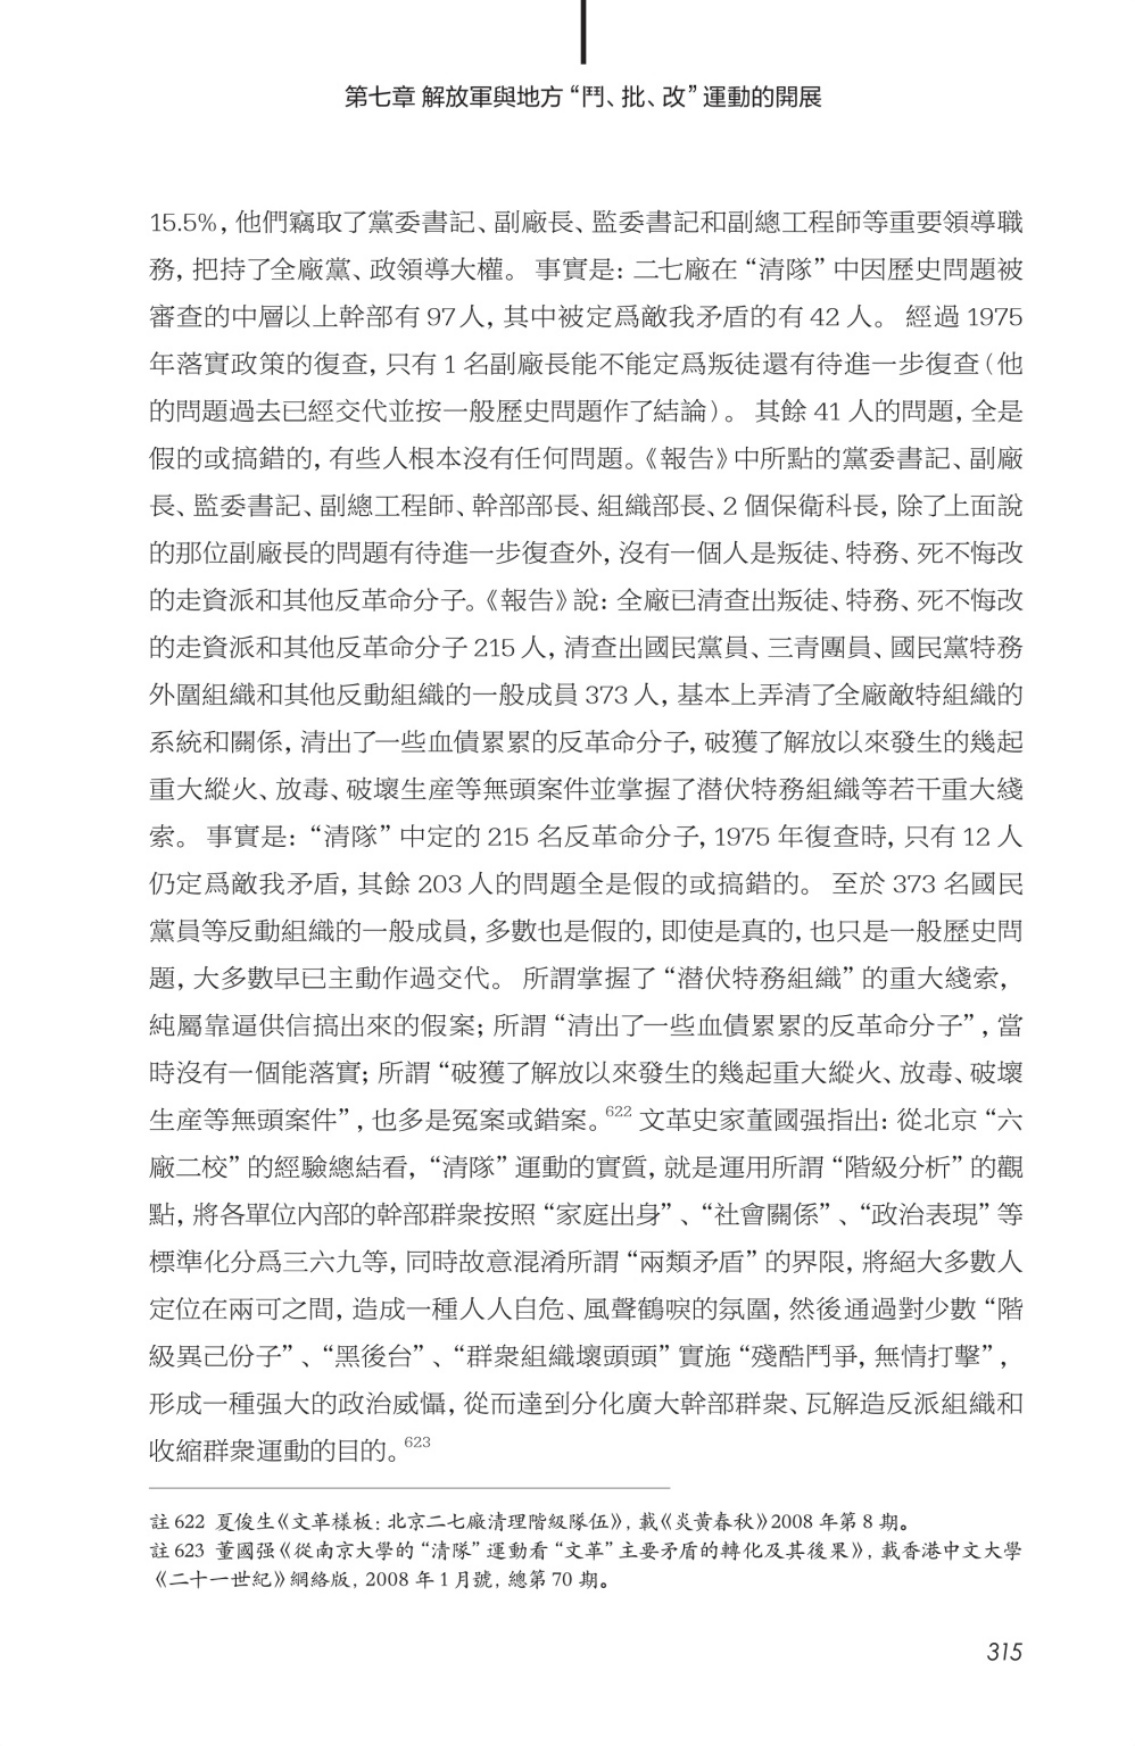 第七章 解放軍與地方“鬥、批、改”運動的開展
15.5%, 他們竊取了黨委書記、副廠長、監委書記和副總工程師等重要領導職
務, 把持了全廠黨、政領導大權。 事實是: 二七廠在“清隊”中因歷史問題被
審查的中層以上幹部有 97 人, 其中被定爲敵我矛盾的有 42 人。 經過 1975
年落實政策的復查, 只有 1 名副廠長能不能定爲叛徒還有待進一步復查(他
的問題過去已經交代並按一般歷史問題作了結論)。 其餘 41 人的問題, 全是
假的或搞錯的, 有些人根本沒有任何問題。《報告》中所點的黨委書記、副廠
長、監委書記、副總工程師、幹部部長、組織部長、2 個保衛科長, 除了上面說
的那位副廠長的問題有待進一步復查外, 沒有一個人是叛徒、特務、死不悔改
的走資派和其他反革命分子。《報告》說: 全廠已清查出叛徒、特務、死不悔改
的走資派和其他反革命分子 215 人, 清查出國民黨員、三青團員、國民黨特務
外圍組織和其他反動組織的一般成員 373 人, 基本上弄清了全廠敵特組織的
系統和關係, 清出了一些血債累累的反革命分子, 破獲了解放以來發生的幾起
重大縱火、放毒、破壞生産等無頭案件並掌握了潛伏特務組織等若干重大綫
索。 事實是: “清隊”中定的 215 名反革命分子, 1975 年復查時, 只有 12 人
仍定爲敵我矛盾, 其餘 203 人的問題全是假的或搞錯的。 至於 373 名國民
黨員等反動組織的一般成員, 多數也是假的, 即使是真的, 也只是一般歷史問
題, 大多數早已主動作過交代。 所謂掌握了“潛伏特務組織”的重大綫索,
純屬靠逼供信搞出來的假案; 所謂“清出了一些血債累累的反革命分子”, 當
時沒有一個能落實; 所謂“破獲了解放以來發生的幾起重大縱火、放毒、破壞
生産等無頭案件”, 也多是冤案或錯案。622 文革史家董國强指出: 從北京“六
廠二校”的經驗總結看, “清隊”運動的實質, 就是運用所謂“階級分析”的觀
點, 將各單位內部的幹部群衆按照“家庭出身”、“社會關係”、“政治表現”等
標準化分爲三六九等, 同時故意混淆所謂“兩類矛盾”的界限, 將絕大多數人
定位在兩可之間, 造成一種人人自危、風聲鶴唳的氛圍, 然後通過對少數“階
級異己份子”、“黑後台”、“群衆組織壞頭頭”實施“殘酷鬥爭, 無情打擊”,
形成一種强大的政治威懾, 從而達到分化廣大幹部群衆、瓦解造反派組織和
收縮群衆運動的目的。623
註 622 夏俊生《文革樣板: 北京二七廠清理階級隊伍》, 載《炎黄春秋》2008 年第 8 期。
註 623 董國强《從南京大學的“清隊”運動看“文革”主要矛盾的轉化及其後果》, 載香港中文大學
《二十一世紀》網絡版, 2008 年 1 月號, 總第 70 期。
315